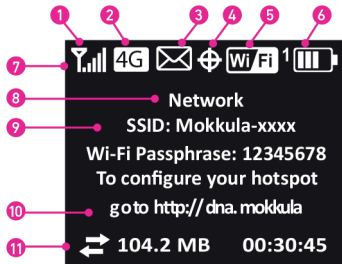 1 2 3 4 5 6
7 4G Wi Fi 1
8 Network
9 SSID: Mokkula-xxxx
Wi-Fi Passphrase: 12345678
To configure your hotspot
10 go to http://dna.mokkula
11 104.2 MB 00:30:45